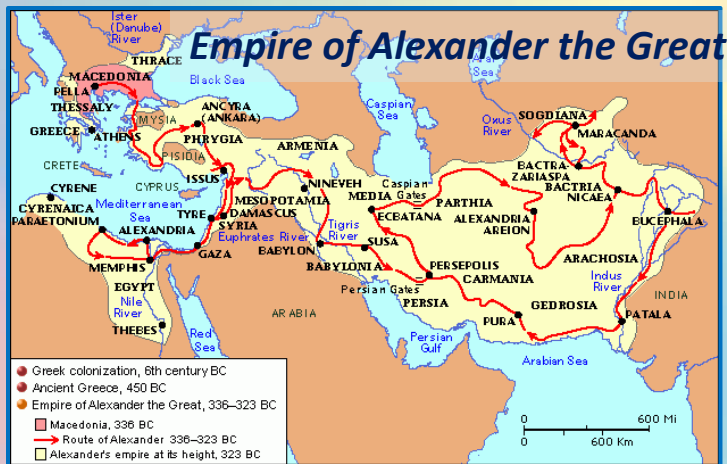 Empire of Alexander the Great
Ister
(Danube)
River
THRACE
MACEDONIA
PELLA
THESSALY
GREECE
ATHENS
MYSIA
ANCYRA
(ANKARA)
PHRYGIA
PISIDIA
Black Sea
Caspian
Sea
Aral
Sea
Oxus
River
SOGDIANA
MARACANDA
BACTRA-
ZARIASPA
BACTRIA
NICAEA
BUCEPHALA
ARMENIA
CRETE
CYPRUS
ISSUS
NINEVEH
MESOPOTAMIA
MEDIA
Caspian
Gates
ECBATANA
PARTHIA
ALEXANDRIA
AREION
ARACHOSIA
CYRENE
CYRENAICA
PARAETONIUM
Mediterranean
Sea
ALEXANDRIA
TYRE
DAMASCUS
SYRIA
Euphrates River
Tigris
River
GAZA
MEMPHIS
BABYLON
BABYLONIA
SUSA
PERSEPOLIS
Persian Gates
CARMANIA
PERSIA
PURA
GEDROSIA
Indus
River
PATALA
INDIA
EGYPT
Nile
River
THEBES
Red
Sea
ARABIA
Persian
Gulf
Arabian Sea
Greek colonization, 6th century BC
Ancient Greece, 450 BC
Empire of Alexander the Great, 336–323 BC
Macedonia, 336 BC
Route of Alexander 336–323 BC
Alexander's empire at its height, 323 BC
0 600 Mi
0 600 Km